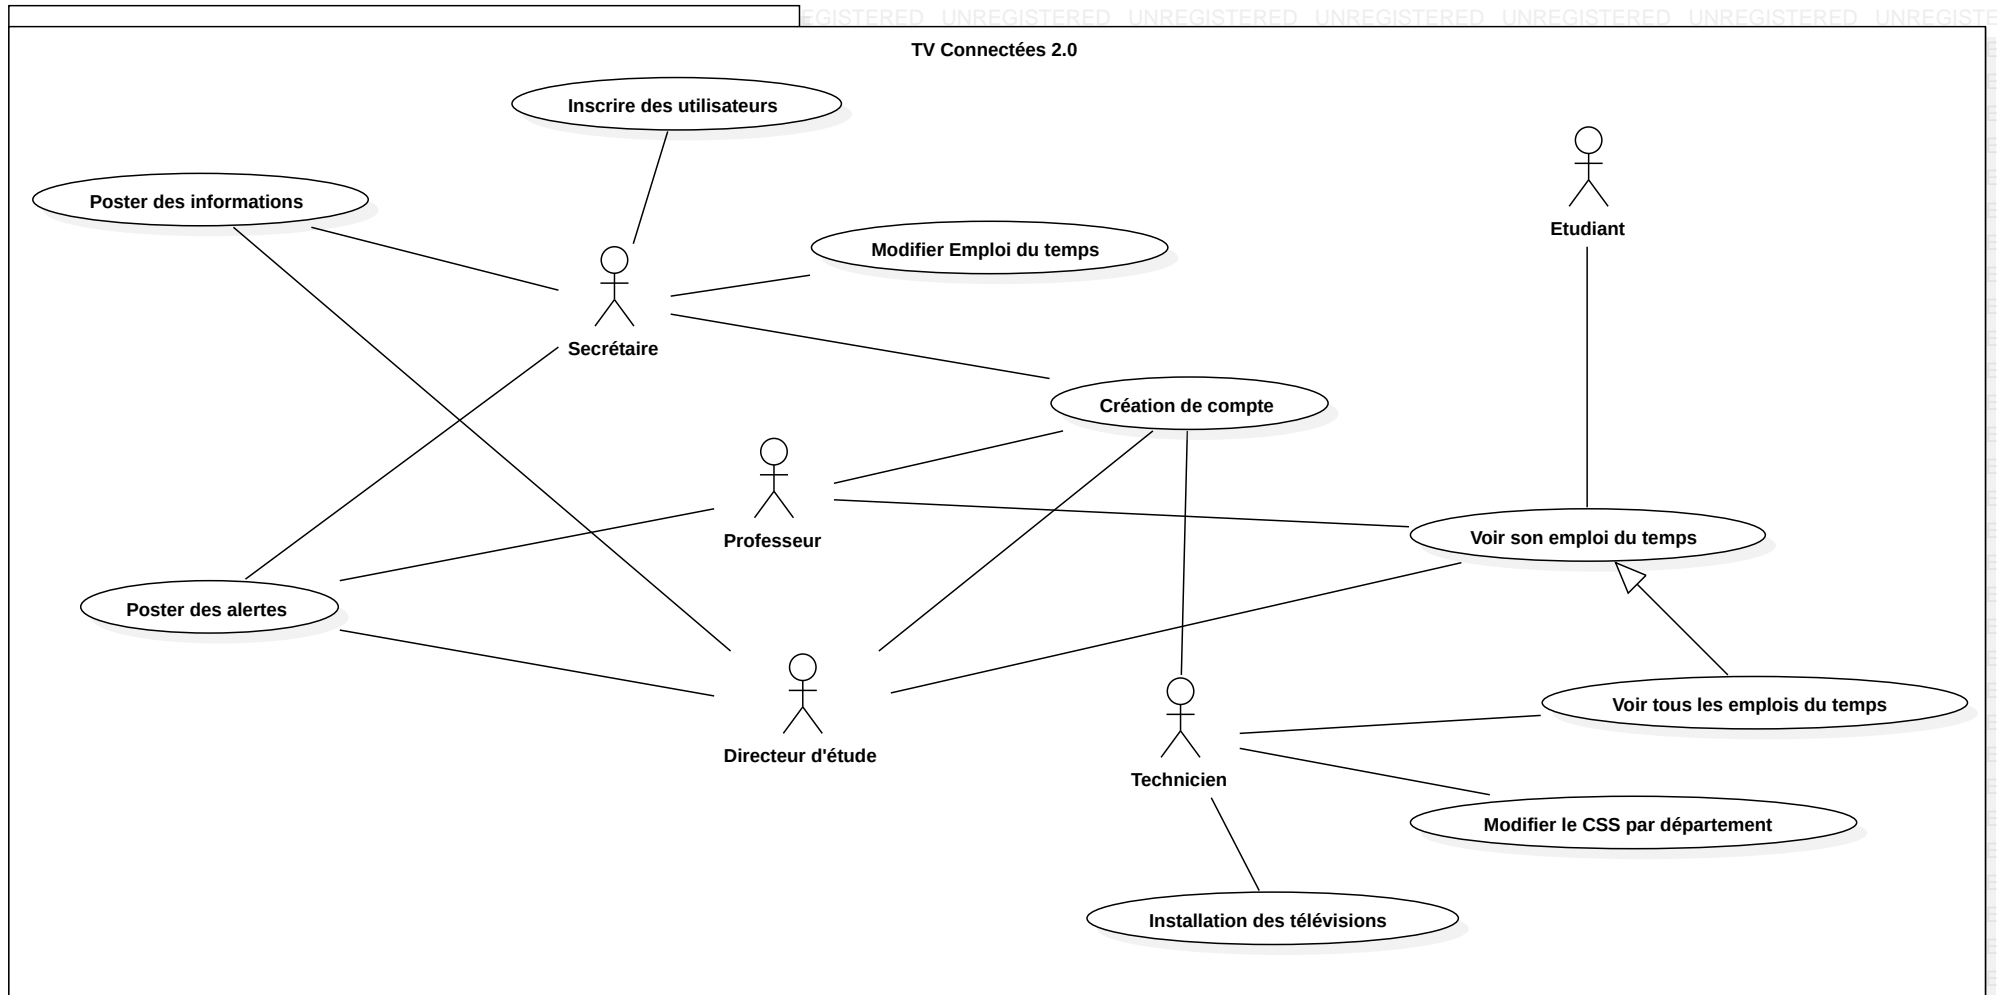 EGISTERED UNREGISTERED UNREGISTERED UNREGISTERED UNREGISTERED UNREGISTERED UNREGISTE
TV Connectées 2.0
Inscrire des utilisateurs
Poster des informations
Etudiant
Modifier Emploi du temps
Secrétaire
Création de compte
Professeur
Voir son emploi du temps
Poster des alertes
Voir tous les emplois du temps
Directeur d'étude
Technicien
Modifier le CSS par département
Installation des télévisions